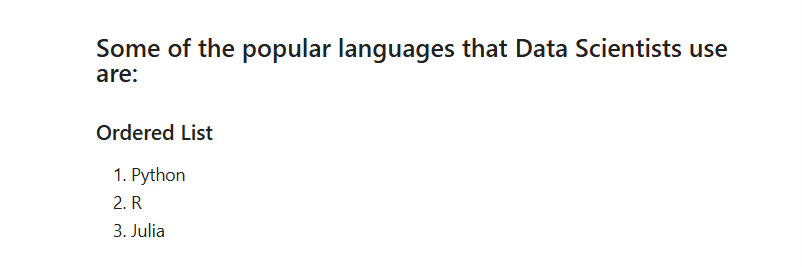 Some of the popular languages that Data Scientists use
are:
Ordered List
1. Python
2. R
3. Julia